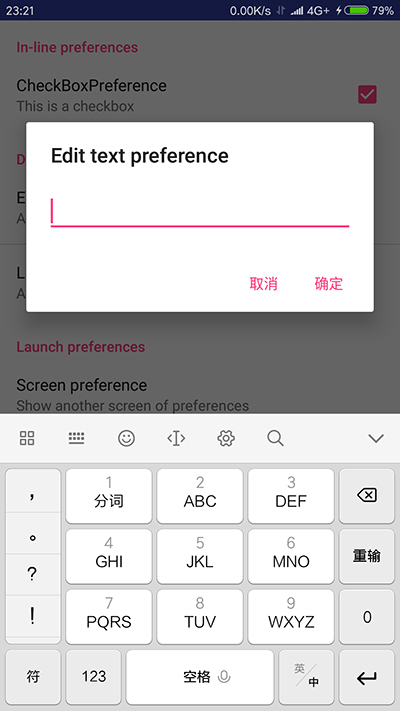 23:21 0.00K/s 4G+ 79%
In-line preferences
CheckBoxPreference
This is a checkbox
D
Edit text preference
E
A
取消 确定
L
A
Launch preferences
Screen preference
Show another screen of preferences
, 1 2 3
分词 ABC DEF
。 4 5 6 重输
GHI JKL MNO
?
! 7 8 9 0
PQRS TUV WXYZ
符 123 空格 英/中